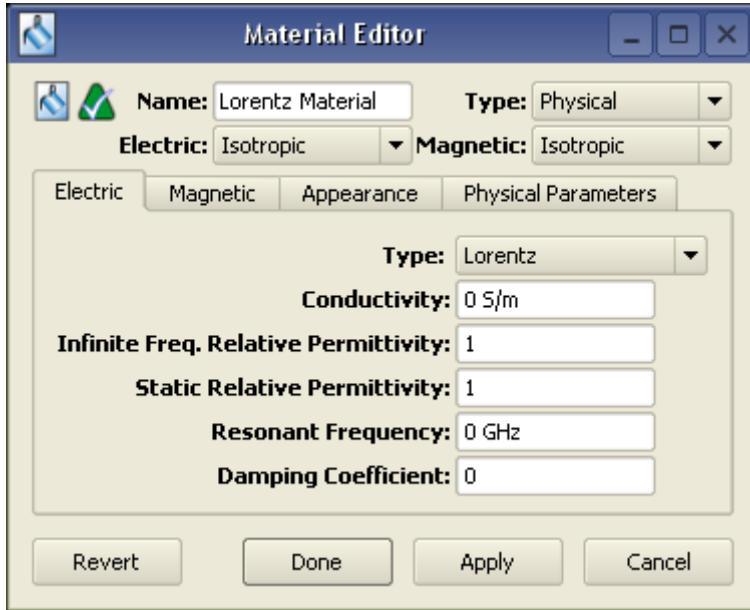 Material Editor
Name: Lorentz Material Type: Physical
Electric: Isotropic Magnetic: Isotropic
Electric Magnetic Appearance Physical Parameters
Type: Lorentz
Conductivity: 0 S/m
Infinite Freq. Relative Permittivity: 1
Static Relative Permittivity: 1
Resonant Frequency: 0 GHz
Damping Coefficient: 0
Revert Done Apply Cancel